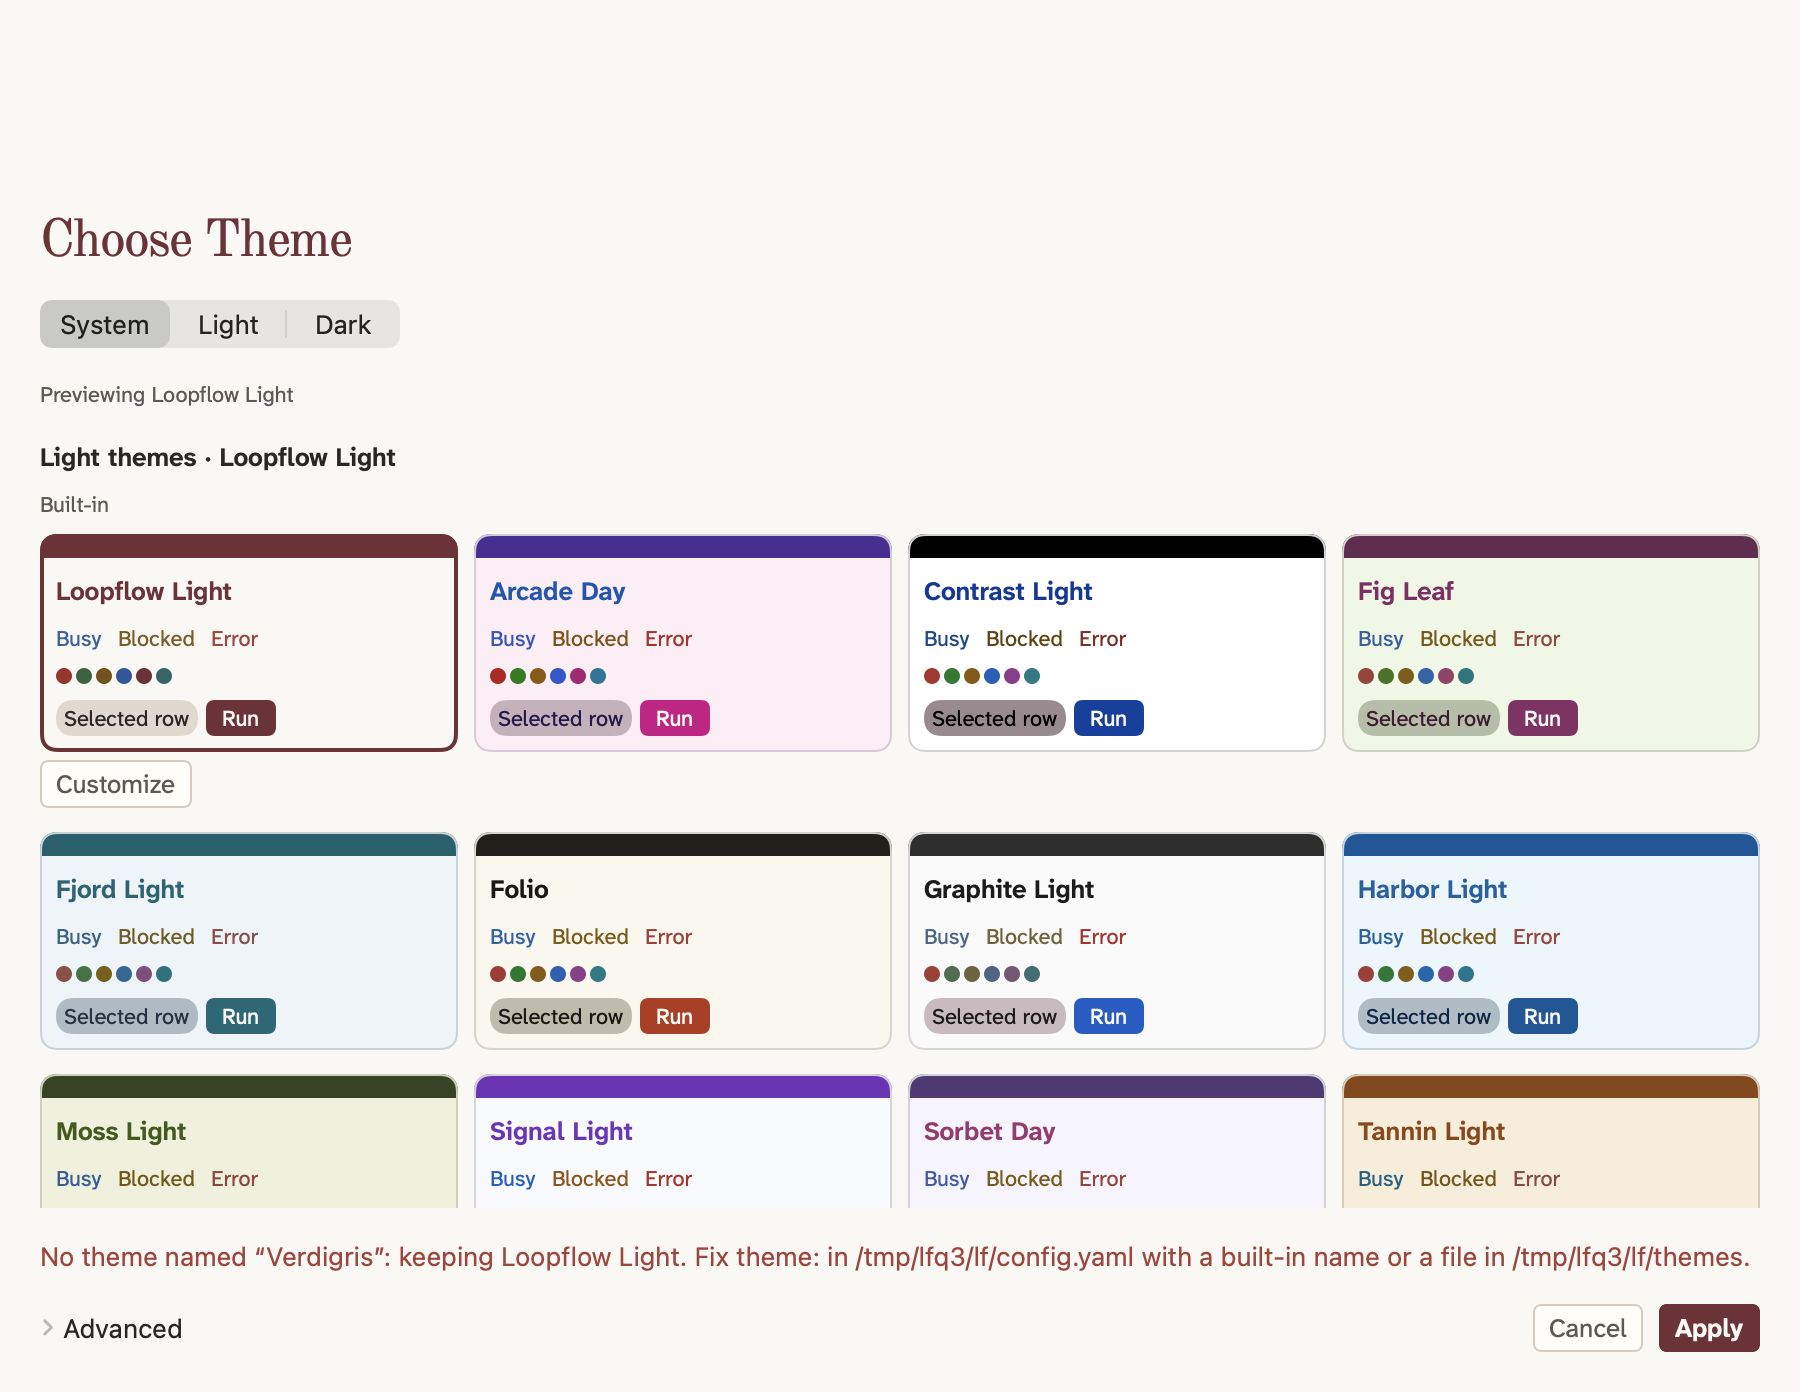 Choose Theme
System Light Dark
Previewing Loopflow Light
Light themes · Loopflow Light
Built-in
Loopflow Light
Busy Blocked Error
Selected row Run
Arcade Day
Busy Blocked Error
Selected row Run
Contrast Light
Busy Blocked Error
Selected row Run
Fig Leaf
Busy Blocked Error
Selected row Run
Customize
Fjord Light
Busy Blocked Error
Selected row Run
Folio
Busy Blocked Error
Selected row Run
Graphite Light
Busy Blocked Error
Selected row Run
Harbor Light
Busy Blocked Error
Selected row Run
Moss Light
Busy Blocked Error
Signal Light
Busy Blocked Error
Sorbet Day
Busy Blocked Error
Tannin Light
Busy Blocked Error
No theme named “Verdigris”: keeping Loopflow Light. Fix theme: in /tmp/lfq3/lf/config.yaml with a built-in name or a file in /tmp/lfq3/lf/themes.
Advanced
Cancel Apply